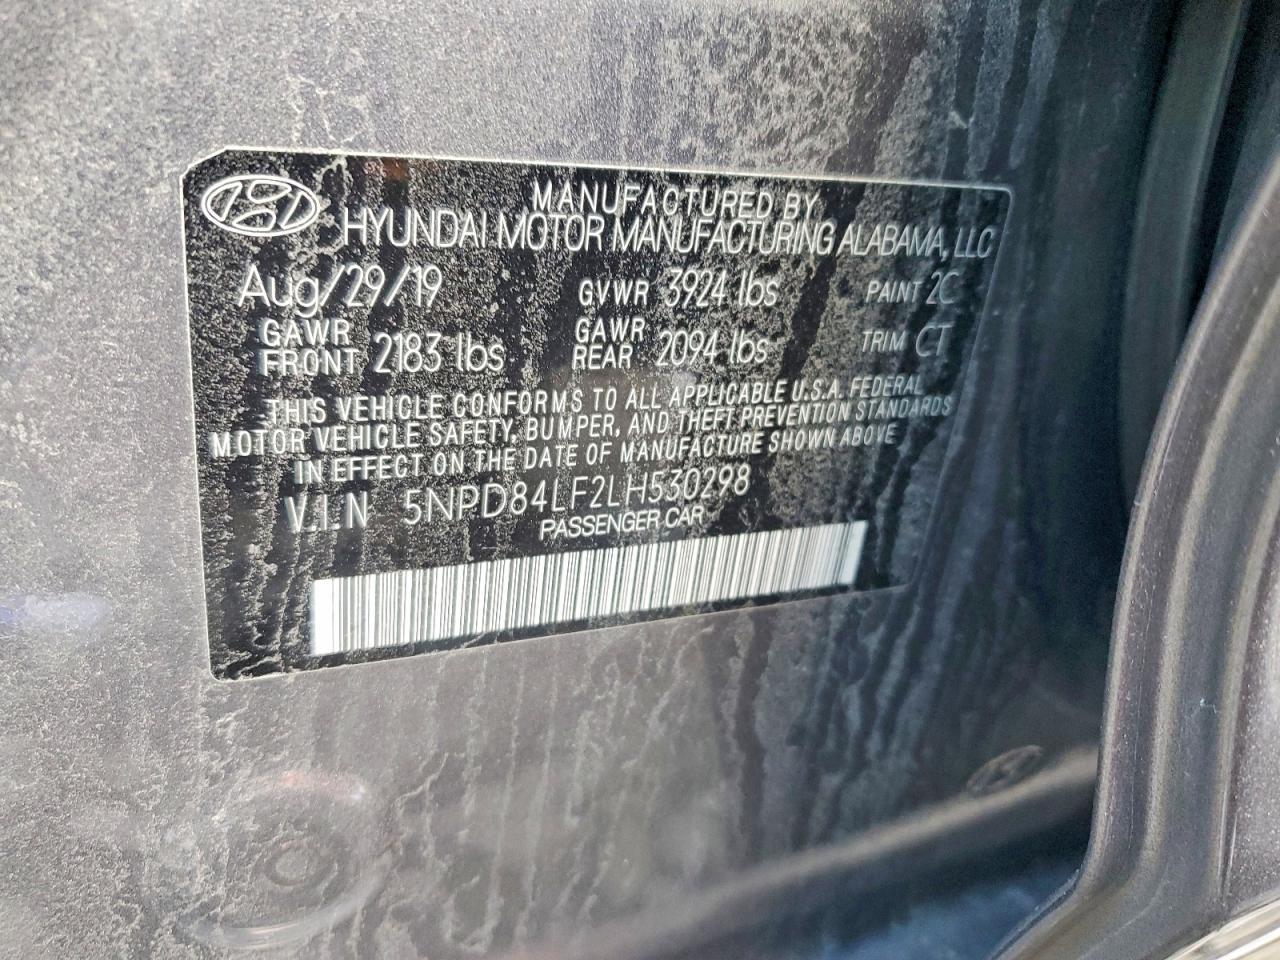 MANUFACTURED BY
HYUNDAI MOTOR MANUFACTURING ALABAMA, LLC
Aug/29/19 GVWR 3924 lbs PAINT 2C
GAWR FRONT 2183 lbs GAWR REAR 2094 lbs TRIM CT
THIS VEHICLE CONFORMS TO ALL APPLICABLE U.S.A. FEDERAL
MOTOR VEHICLE SAFETY, BUMPER, AND THEFT PREVENTION STANDARDS
IN EFFECT ON THE DATE OF MANUFACTURE SHOWN ABOVE
V.I.N 5NPD84LF2LH530298
PASSENGER CAR